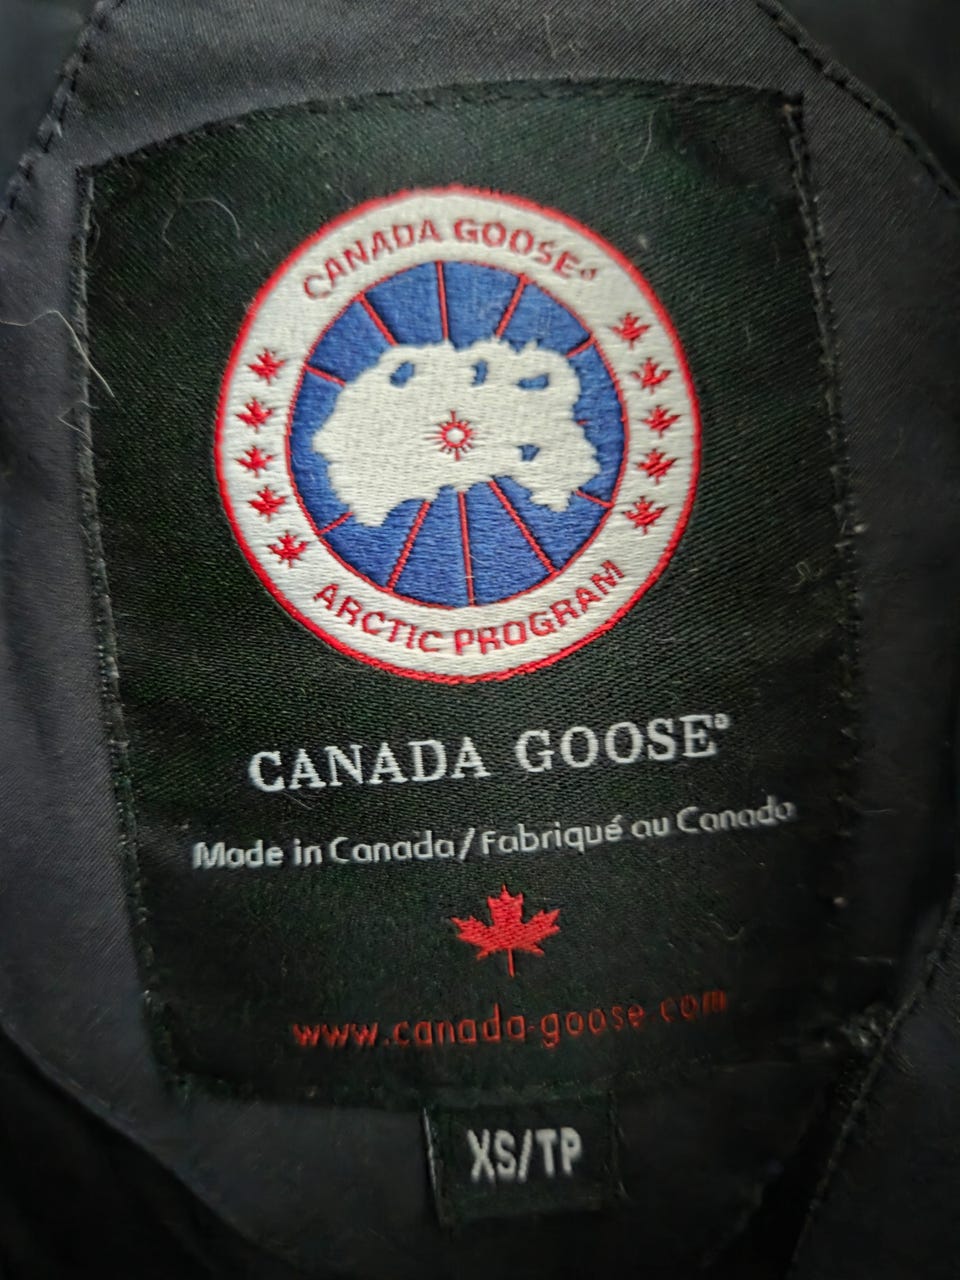 CANADA GOOSE®
ARCTIC PROGRAM
CANADA GOOSE®
Made in Canada/Fabriqué au Canada
www.canada-goose.com
XS/TP